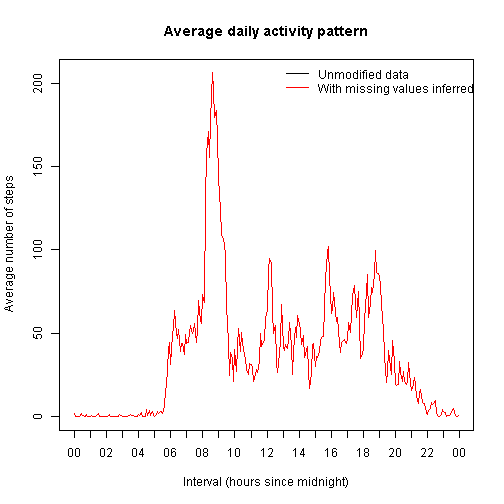 Average daily activity pattern
Unmodified data
With missing values inferred
Average number of steps
200
150
100
50
0
00 02 04 06 08 10 12 14 16 18 20 22 00
Interval (hours since midnight)